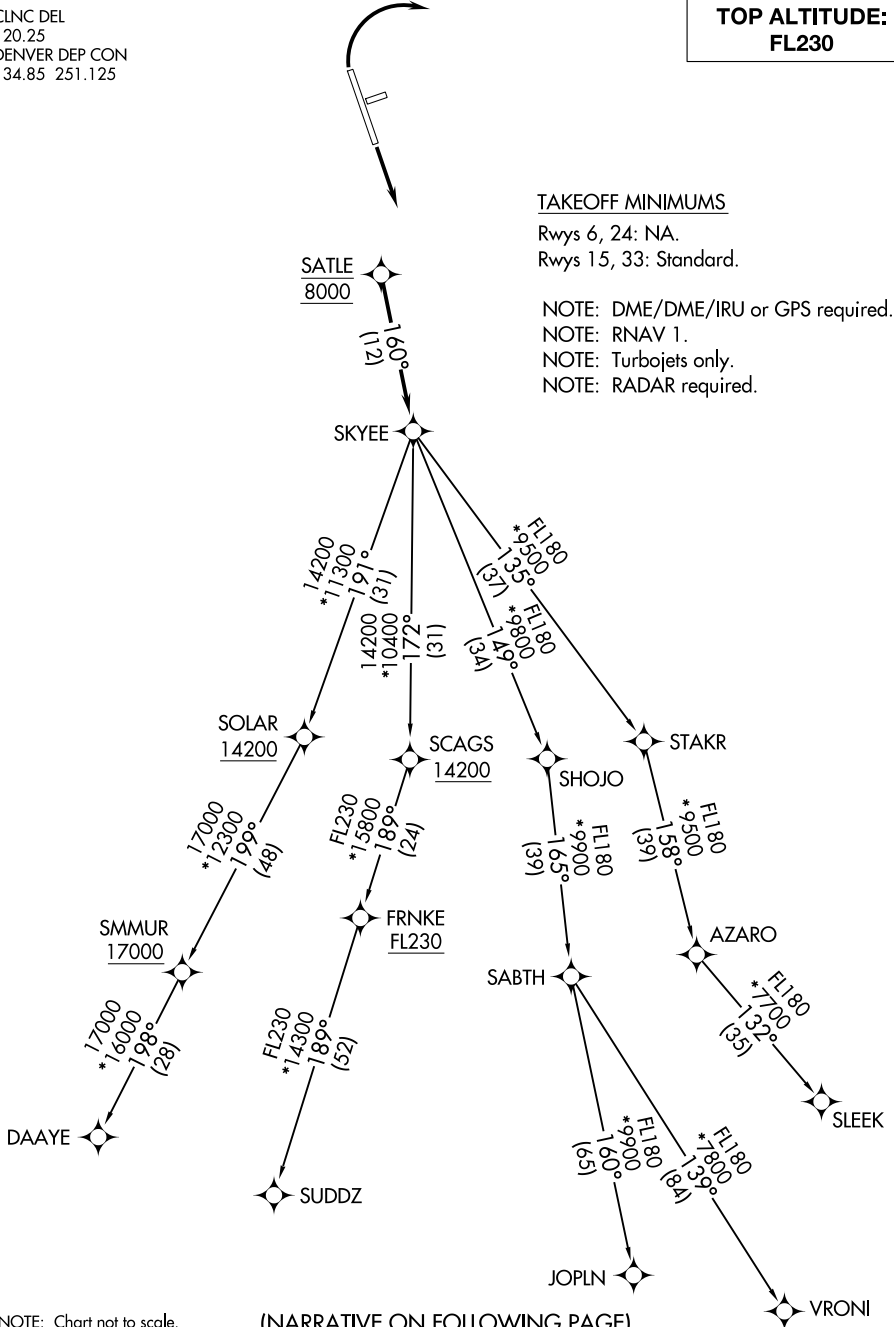 CLNC DEL
20.25
DENVER DEP CON
34.85 251.125
TOP ALTITUDE:
FL230
TAKEOFF MINIMUMS
Rwys 6, 24: NA.
Rwys 15, 33: Standard.
NOTE: DME/DME/IRU or GPS required.
NOTE: RNAV 1.
NOTE: Turbojets only.
NOTE: RADAR required.
SATLE
8000
160°
(12)
SKYEE
14200
*11300
191°
(31)
14200
*10400
172°
(31)
FL180
*9800
149°
(34)
FL180
*9500
135°
(37)
SOLAR
14200
SCAGS
14200
SHOJO
STAKR
17000
*12300
199°
(48)
FL230
*15800
189°
(24)
FL180
*9900
165°
(39)
FL180
*9500
158°
(39)
SMMUR
17000
FRNKE
FL230
SABTH
AZARO
17000
*16000
198°
(28)
FL230
*14300
189°
(52)
FL180
*9900
160°
(65)
FL180
*7800
139°
(84)
FL180
*7700
132°
(35)
DAAYE
SUDDZ
SLEEK
JOPLN
VRONI
NOTE: Chart not to scale.
(NARRATIVE ON FOLLOWING PAGE)